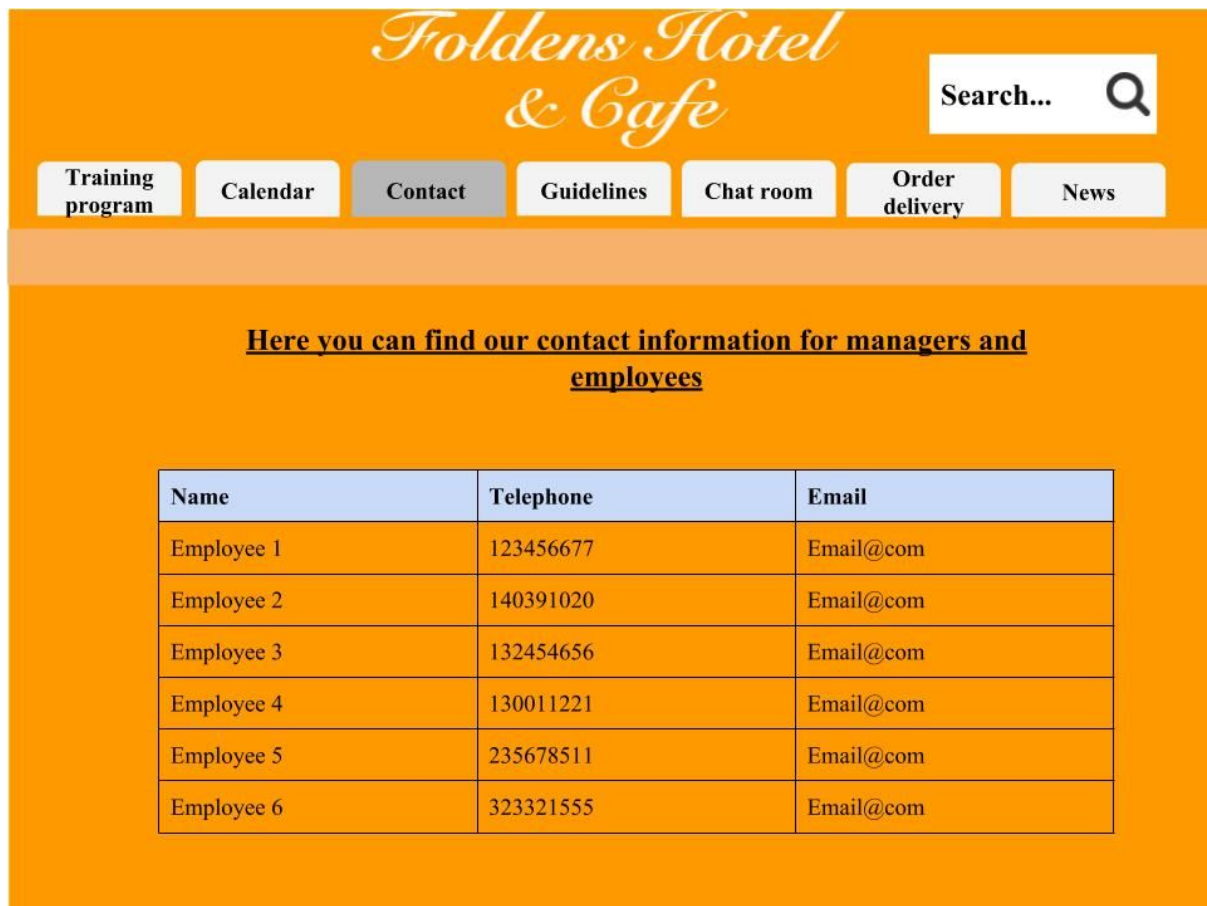 Foldens Hotel
& Cafe
Search...
Training
program
Calendar
Contact
Guidelines
Chat room
Order
delivery
News
Here you can find our contact information for managers and
employees
Name Telephone Email
Employee 1 123456677 Email@com
Employee 2 140391020 Email@com
Employee 3 132454656 Email@com
Employee 4 130011221 Email@com
Employee 5 235678511 Email@com
Employee 6 323321555 Email@com